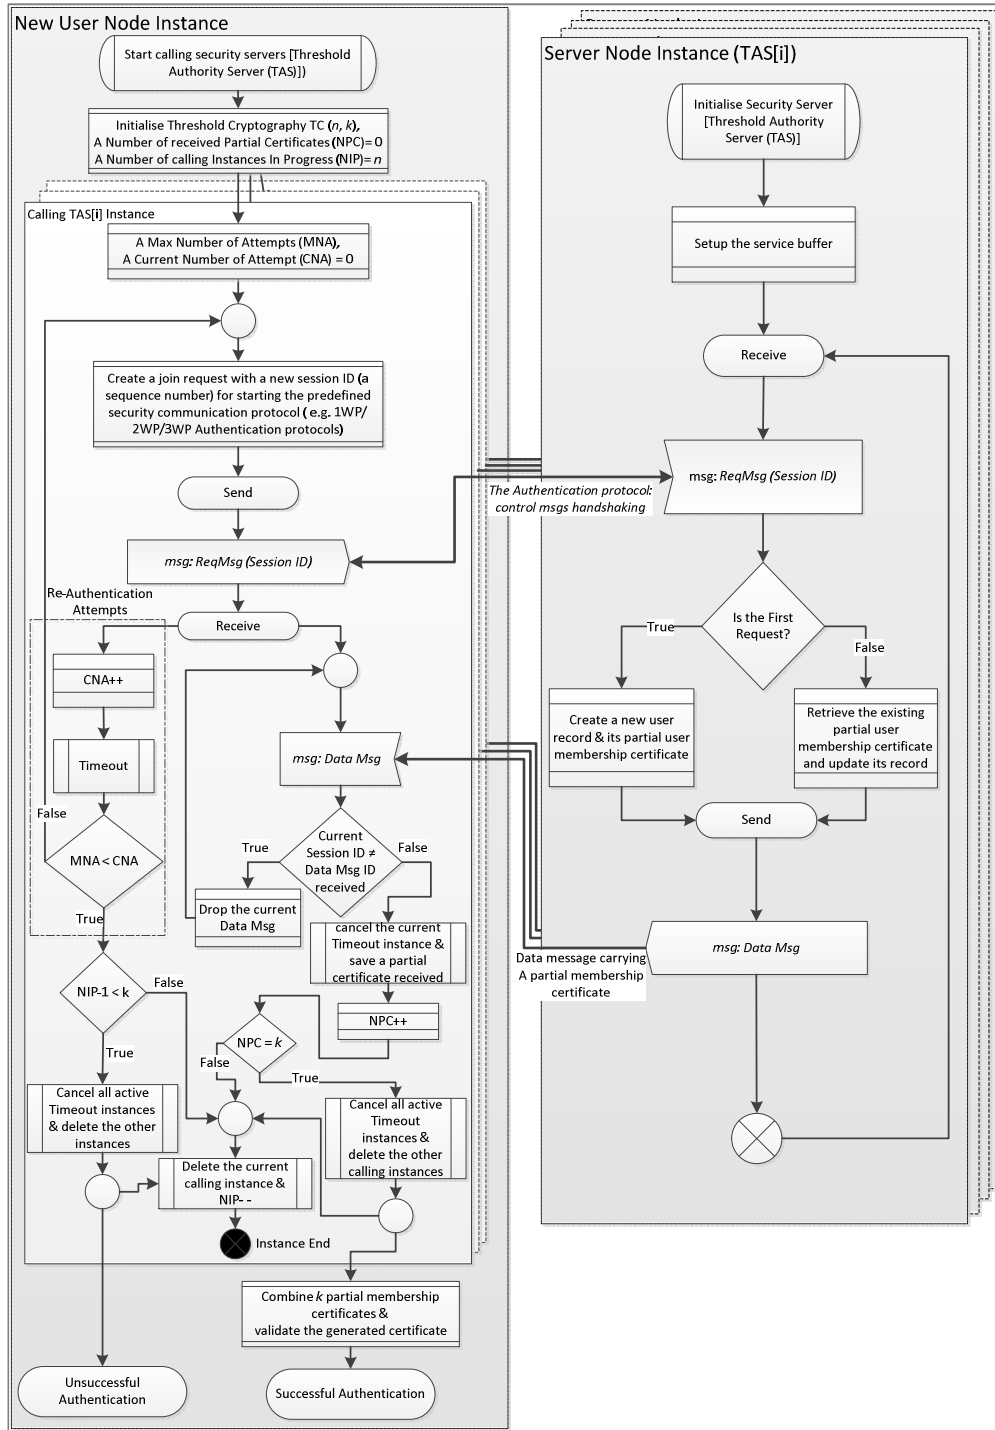 New User Node Instance
Start calling security servers [Threshold
Authority Server (TAS)])
Initialise Threshold Cryptography TC (n, k),
A Number of received Partial Certificates (NPC)= 0
A Number of calling Instances In Progress (NIP)= n
Calling TAS[i] Instance
A Max Number of Attempts (MNA),
A Current Number of Attempt (CNA) = 0
Create a join request with a new session ID (a
sequence number) for starting the predefined
security communication protocol ( e.g. 1WP/
2WP/3WP Authentication protocols)
Send
msg: ReqMsg (Session ID)
Receive
Re-Authentication
Attempts
CNA++
Timeout
False
MNA < CNA
True
msg: Data Msg
Current
Session ID ≠
Data Msg ID
received
True
False
Drop the current
Data Msg
cancel the current
Timeout instance &
save a partial
certificate received
NPC++
NIP-1 < k
False
True
NPC = k
False
True
Cancel all active
Timeout instances
& delete the other
instances
Cancel all active
Timeout
instances &
delete the other
calling instances
Delete the current
calling instance &
NIP- -
Instance End
Combine k partial membership
certificates &
validate the generated certificate
Unsuccessful
Authentication
Successful Authentication
The Authentication protocol:
control msgs handshaking
Data message carrying
A partial membership
certificate
Server Node Instance (TAS[i])
Initialise Security Server
[Threshold Authority
Server (TAS)]
Setup the service buffer
Receive
msg: ReqMsg (Session ID)
Is the First
Request?
True
False
Create a new user
record & its partial user
membership certificate
Retrieve the existing
partial user
membership certificate
and update its record
Send
msg: Data Msg